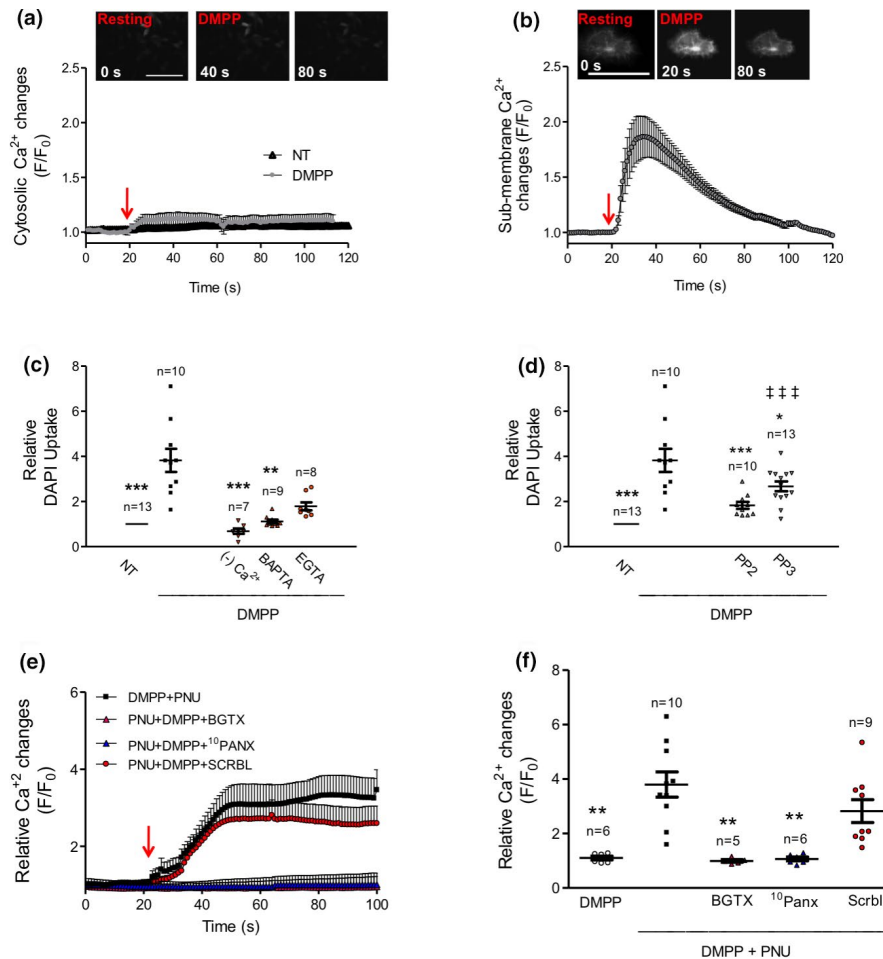 (a)
Resting
DMPP
0 s
40 s
80 s
Cytosolic Ca²⁺ changes
(F/F₀)
2.5
2.0
1.5
1.0
NT
DMPP
0 20 40 60 80 100 120
Time (s)
(b)
Resting
DMPP
0 s
20 s
80 s
Sub-membrane Ca²⁺
changes (F/F₀)
2.5
2.0
1.5
1.0
0 20 40 60 80 100 120
Time (s)
(c)
Relative
DAPI Uptake
8
6
4
2
0
***
n=13
n=10
***
n=7
**
n=9
n=8
NT
(-) Ca²⁺
BAPTA
EGTA
DMPP
(d)
Relative
DAPI Uptake
8
6
4
2
0
***
n=13
n=10
***
n=10
‡ ‡ ‡
*
n=13
NT
PP2
PP3
DMPP
(e)
Relative Ca⁺² changes
(F/F₀)
6
4
2
DMPP+PNU
PNU+DMPP+BGTX
PNU+DMPP+¹⁰PANX
PNU+DMPP+SCRBL
0 20 40 60 80 100
Time (s)
(f)
Relative Ca²⁺ changes
(F/F₀)
8
6
4
2
0
**
n=6
n=10
**
n=5
**
n=6
n=9
DMPP
BGTX
¹⁰Panx
Scrbl
DMPP + PNU